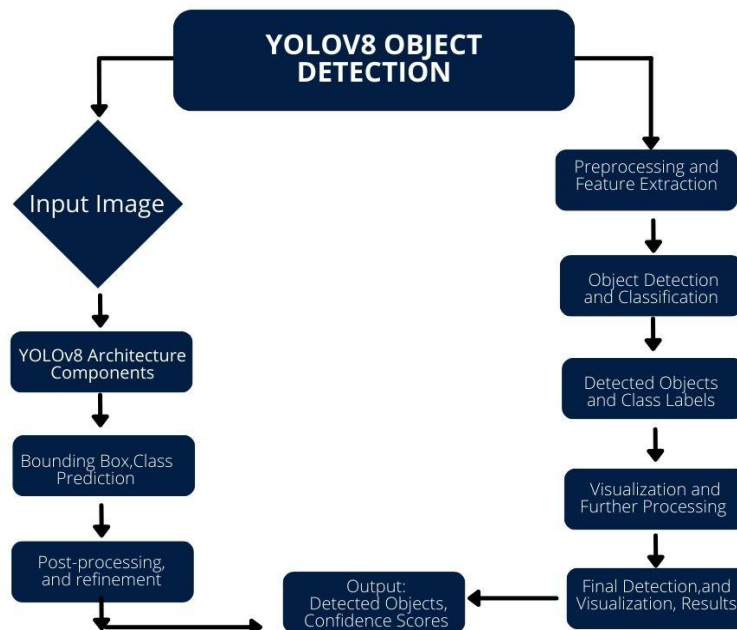 YOLOV8 OBJECT
DETECTION
Input Image
YOLOv8 Architecture
Components
Bounding Box,Class
Prediction
Post-processing,
and refinement
Preprocessing and
Feature Extraction
Object Detection
and Classification
Detected Objects
and Class Labels
Visualization and
Further Processing
Final Detection,and
Visualization, Results
Output:
Detected Objects,
Confidence Scores